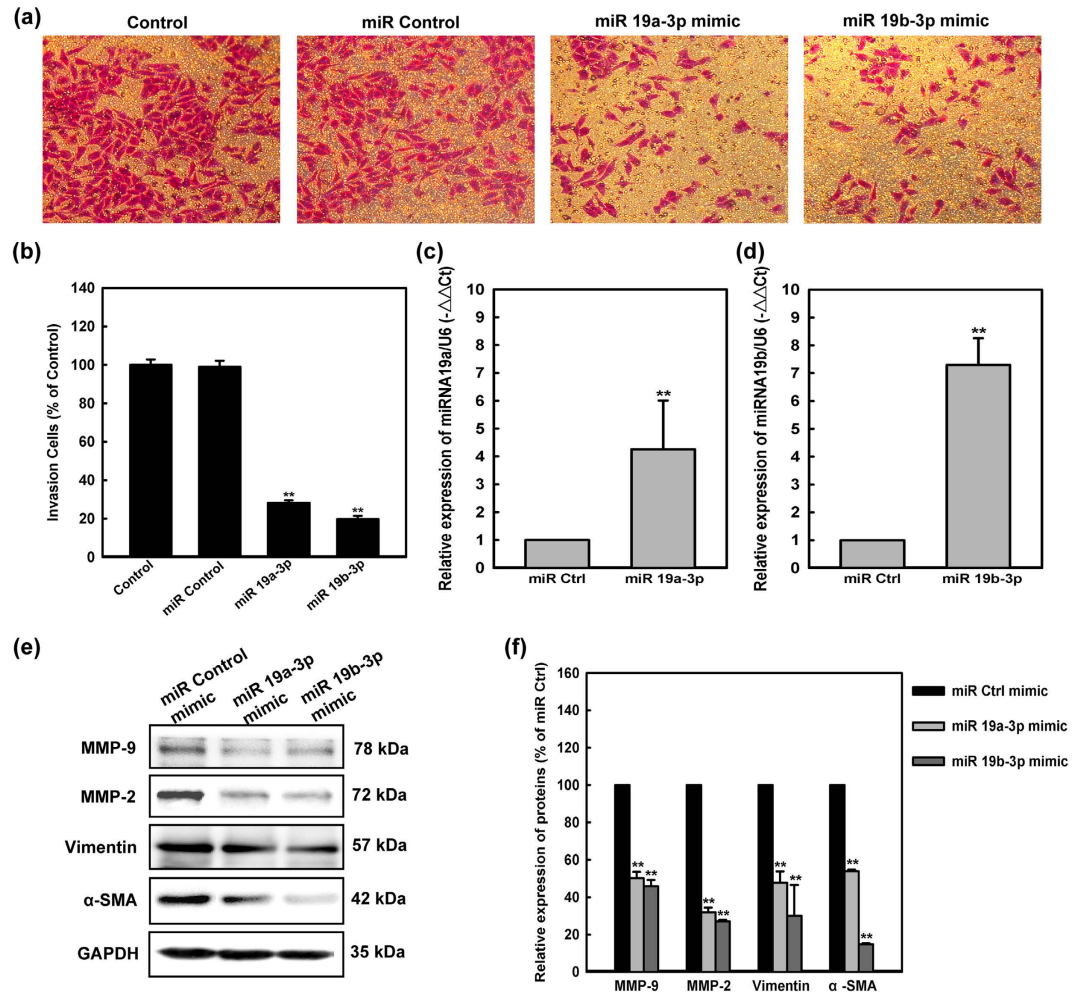 (a)
Control
miR Control
miR 19a-3p mimic
miR 19b-3p mimic
(b)
Invasion Cells (% of Control)
140
120
100
80
60
40
20
0
**
**
Control
miR Control
miR 19a-3p
miR 19b-3p
(c)
Relative expression of miRNA19a/U6 (-△△Ct)
10
9
8
7
6
5
4
3
2
1
0
**
miR Ctrl
miR 19a-3p
(d)
Relative expression of miRNA19b/U6 (-△△Ct)
10
9
8
7
6
5
4
3
2
1
0
**
miR Ctrl
miR 19b-3p
(e)
miR Control
mimic
miR 19a-3p
mimic
miR 19b-3p
mimic
MMP-9
78 kDa
MMP-2
72 kDa
Vimentin
57 kDa
α-SMA
42 kDa
GAPDH
35 kDa
(f)
Relative expression of proteins (% of miR Ctrl)
160
140
120
100
80
60
40
20
0
**
**
**
**
**
**
**
**
MMP-9
MMP-2
Vimentin
α -SMA
miR Ctrl mimic
miR 19a-3p mimic
miR 19b-3p mimic